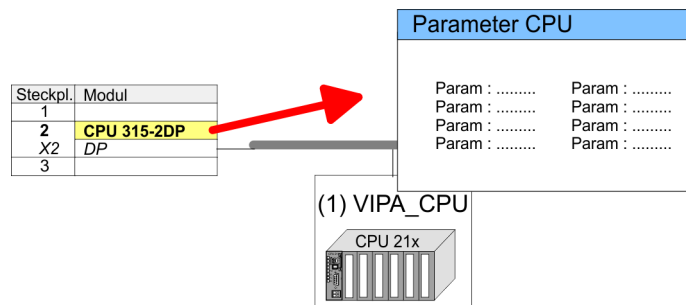 Parameter CPU
Param : ......... Param : .........
Param : ......... Param : .........
Param : ......... Param : .........
Param : ......... Param : .........
Steckpl. Modul
1
2 CPU 315-2DP
X2 DP
3
(1) VIPA_CPU
CPU 21x